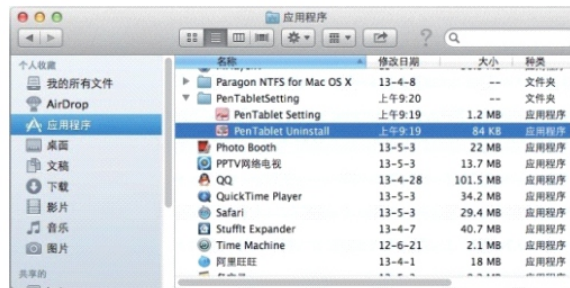 应用程序
个人收藏
我的所有文件
AirDrop
应用程序
桌面
文稿
下载
影片
音乐
图片
共享的
名称 修改日期 大小 种类
Paragon NTFS for Mac OS X 13-4-8 -- 文件夹
PenTabletSetting 上午9:20 -- 文件夹
PenTablet Setting 上午9:19 1.2 MB 应用程序
PenTablet Uninstall 上午9:19 84 KB 应用程序
Photo Booth 13-5-3 22 MB 应用程序
PPTV网络电视 13-5-3 13.7 MB 应用程序
QQ 13-4-28 101.5 MB 应用程序
QuickTime Player 13-5-3 34.2 MB 应用程序
Safari 13-5-3 29.4 MB 应用程序
StuffIt Expander 13-4-7 40.7 MB 应用程序
Time Machine 12-6-21 2.1 MB 应用程序
阿里旺旺 13-4-1 18 MB 应用程序